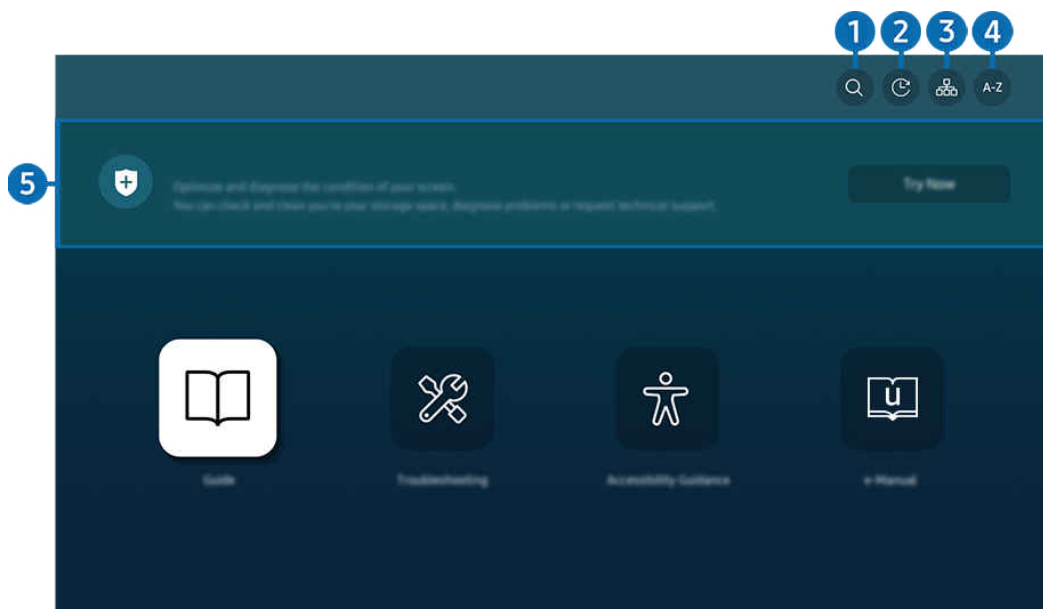 1 2 3 4
A-Z
5
Optimize and diagnose the condition of your screen.
You can check and clean you're your storage space, diagnose problems or request technical support.
Try Now
u
Guide
Troubleshooting
Accessibility Guidance
e-Manual